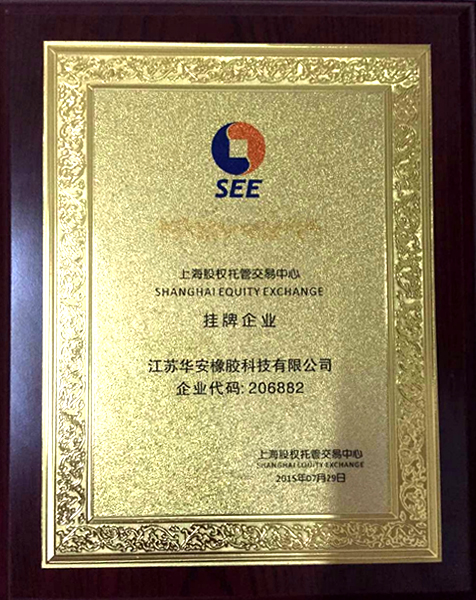 SEE
上海股权托管交易中心
SHANGHAI EQUITY EXCHANGE
挂牌企业
江苏华安橡胶科技有限公司
企业代码: 206882
上海股权托管交易中心
SHANGHAI EQUITY EXCHANGE
2015年07月29日